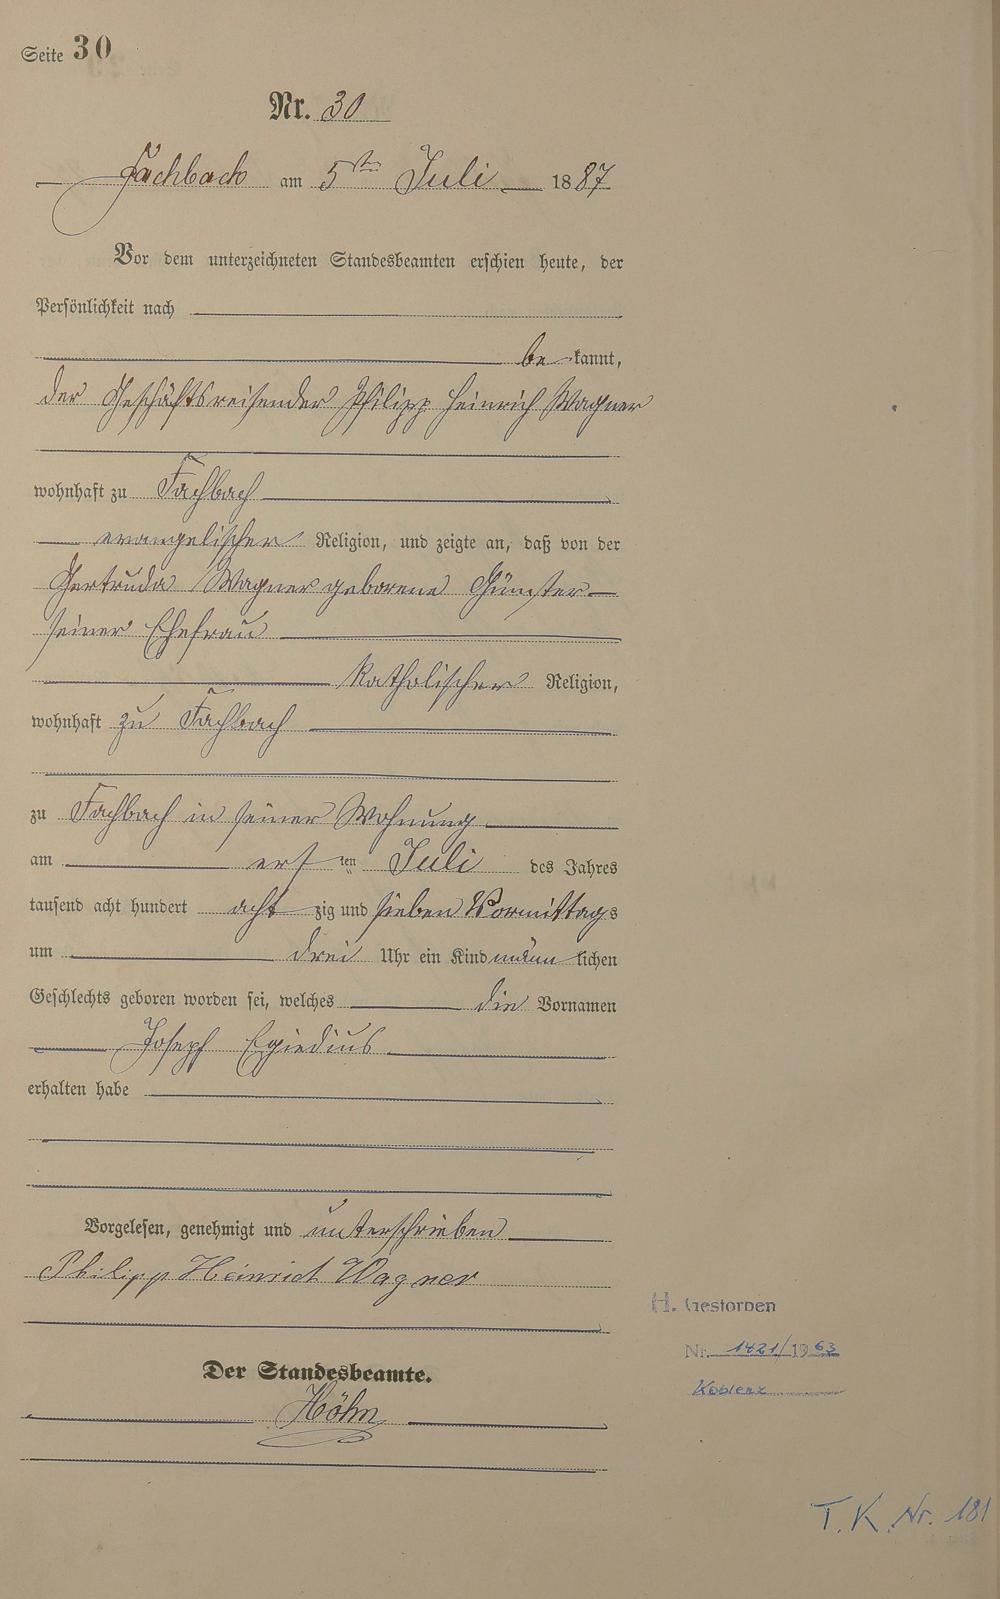 Seite 30
Nr. 30
Fachbach am 5ten Juli 1887
Vor dem unterzeichneten Standesbeamten erschien heute, der
Persönlichkeit nach
bekannt,
der Geschäftsreisender Philipp Heinrich Wagner
wohnhaft zu Fachbach
evangelischer Religion, und zeigte an, daß von der
Gertruda Wagner geborene Günster
seiner Ehefrau
katholischer Religion,
wohnhaft zu Fachbach
zu Fachbach in seiner Wohnung
am ersten Juli des Jahres
tausend acht hundert achtzig und sieben Vormittags
um drei Uhr ein Kind männlichen
Geschlechts geboren worden sei, welches die Vornamen
Joseph Egidius
erhalten habe
Vorgelesen, genehmigt und unterschrieben
Philipp Heinrich Wagner
Der Standesbeamte.
Höhn
H. Gestorben
Nr. 1421/1963
Koblenz
T. K. Nr. 181